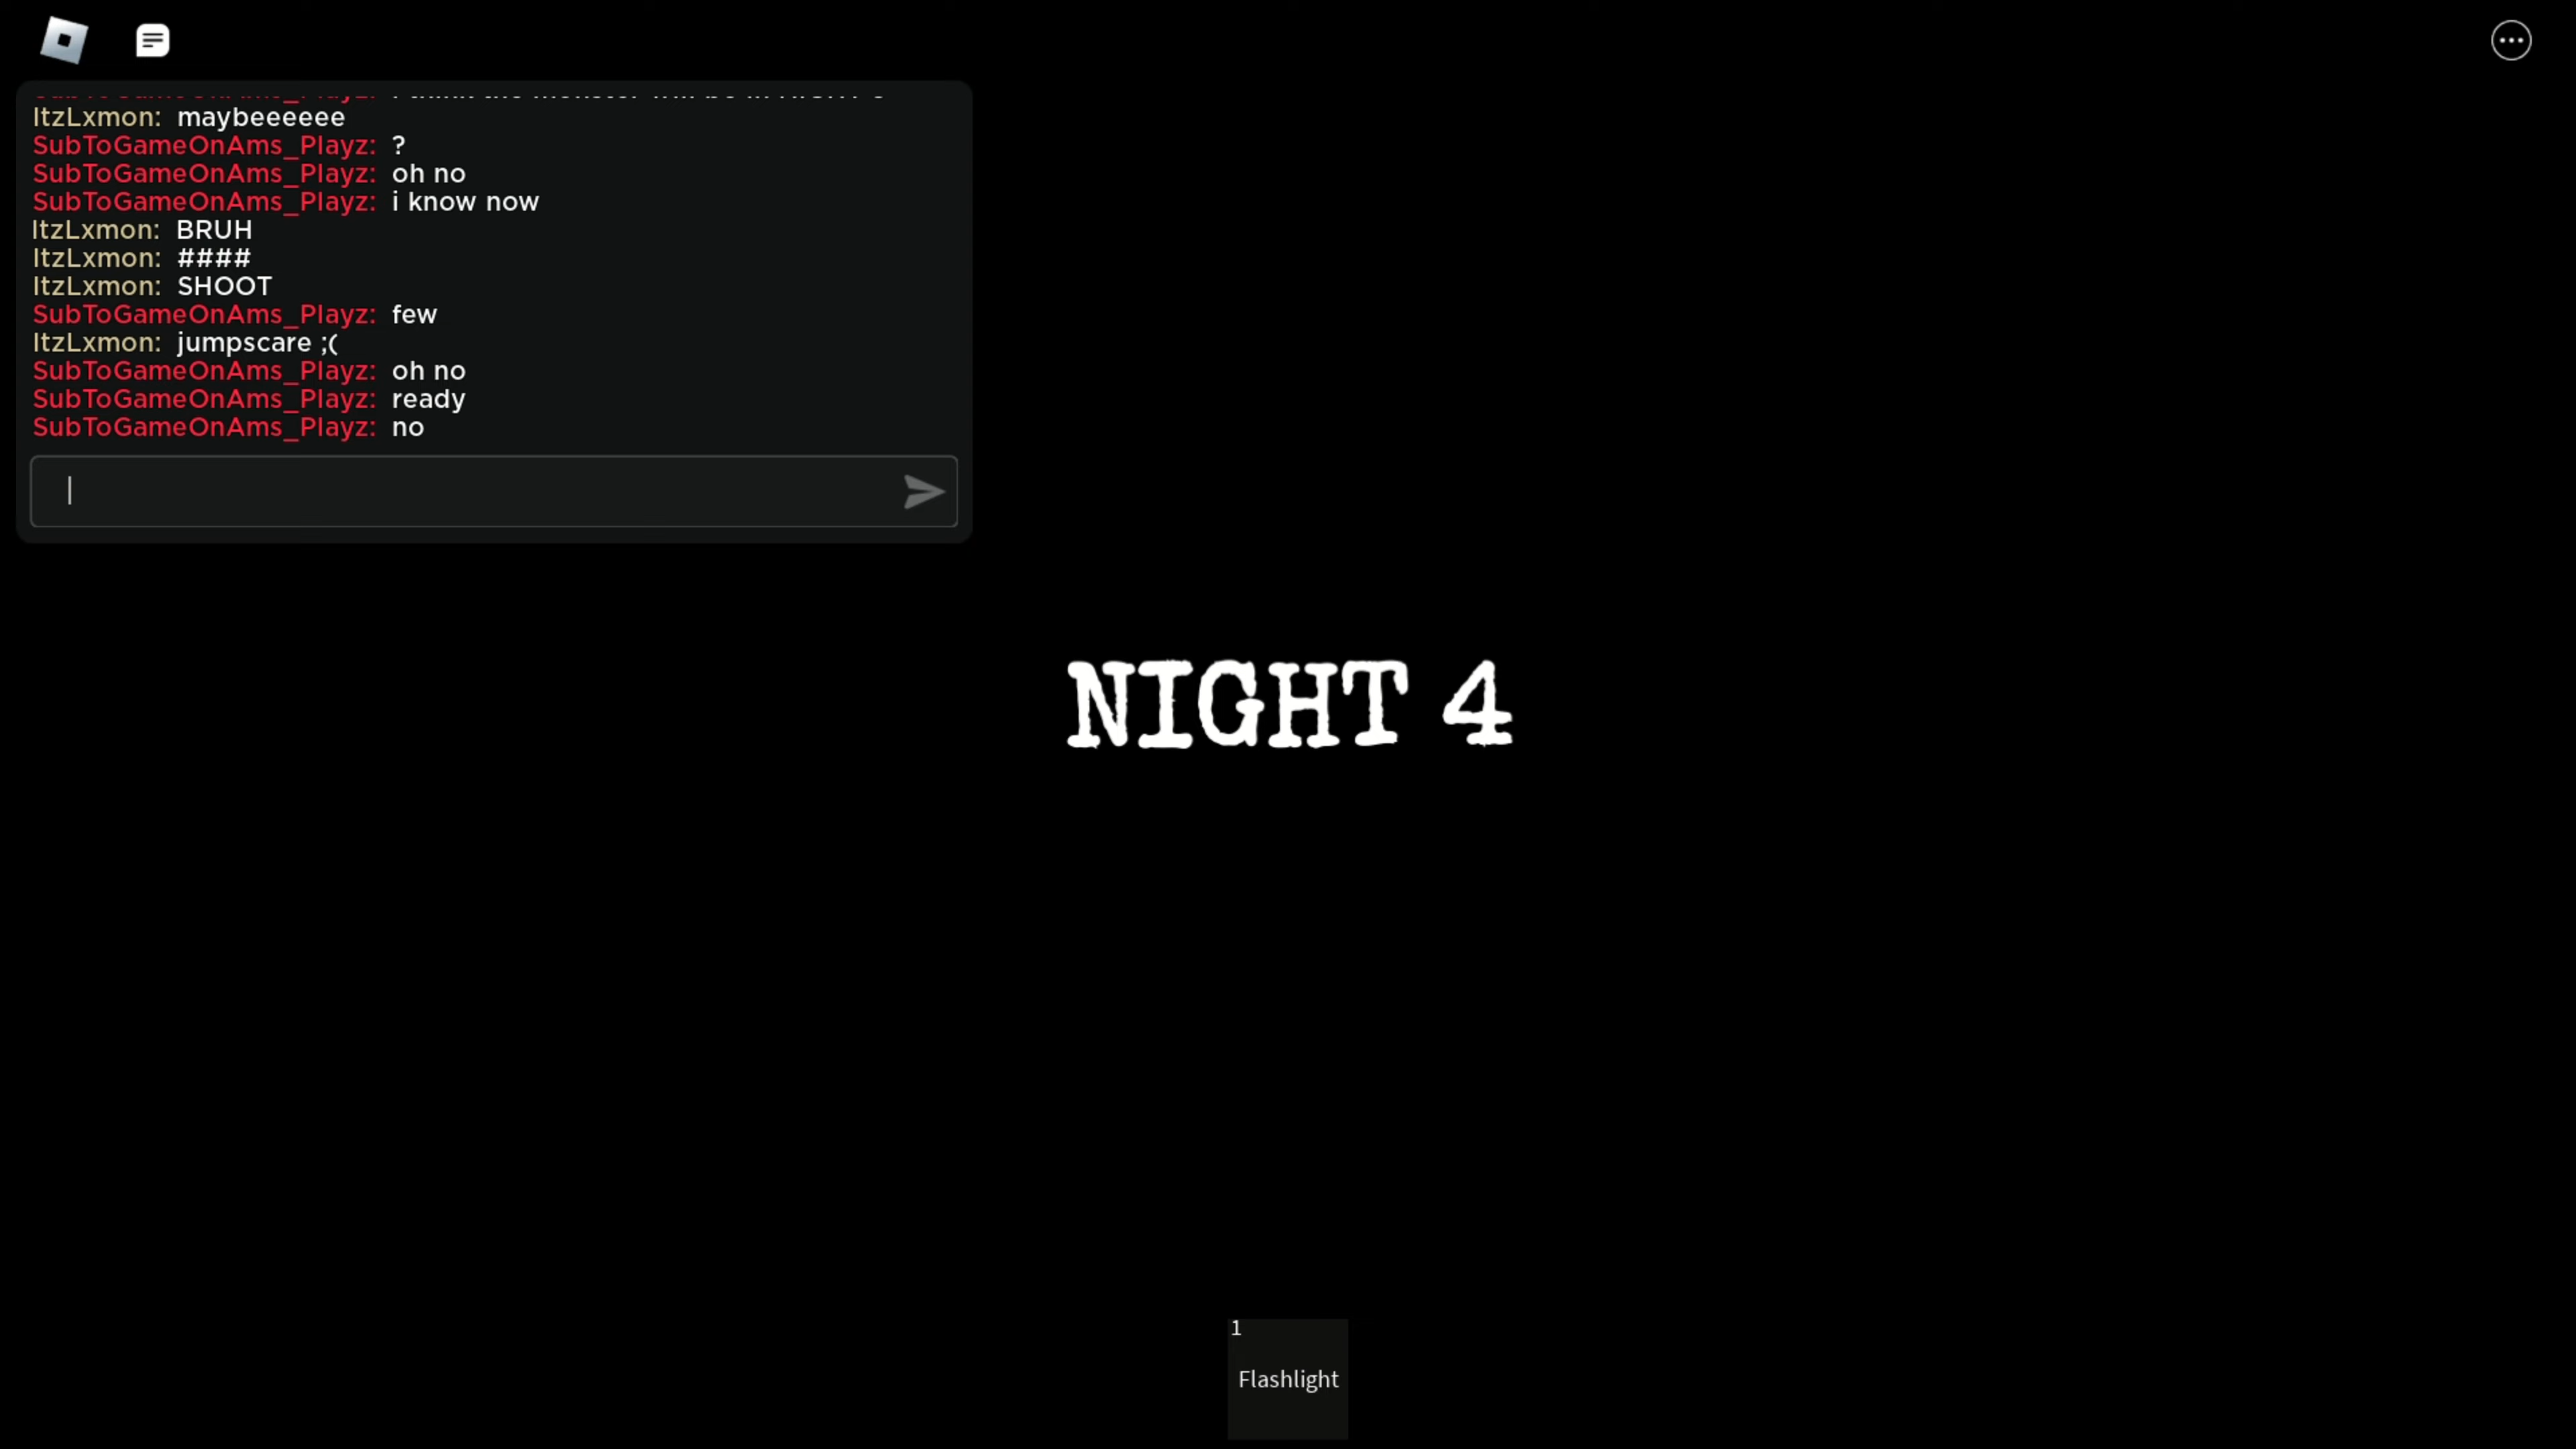 ItzLxmon: maybeeeeee
SubToGameOnAms_Playz: ?
SubToGameOnAms_Playz: oh no
SubToGameOnAms_Playz: i know now
ItzLxmon: BRUH
ItzLxmon: ####
ItzLxmon: SHOOT
SubToGameOnAms_Playz: few
ItzLxmon: jumpscare ;(
SubToGameOnAms_Playz: oh no
SubToGameOnAms_Playz: ready
SubToGameOnAms_Playz: no
NIGHT 4
1
Flashlight